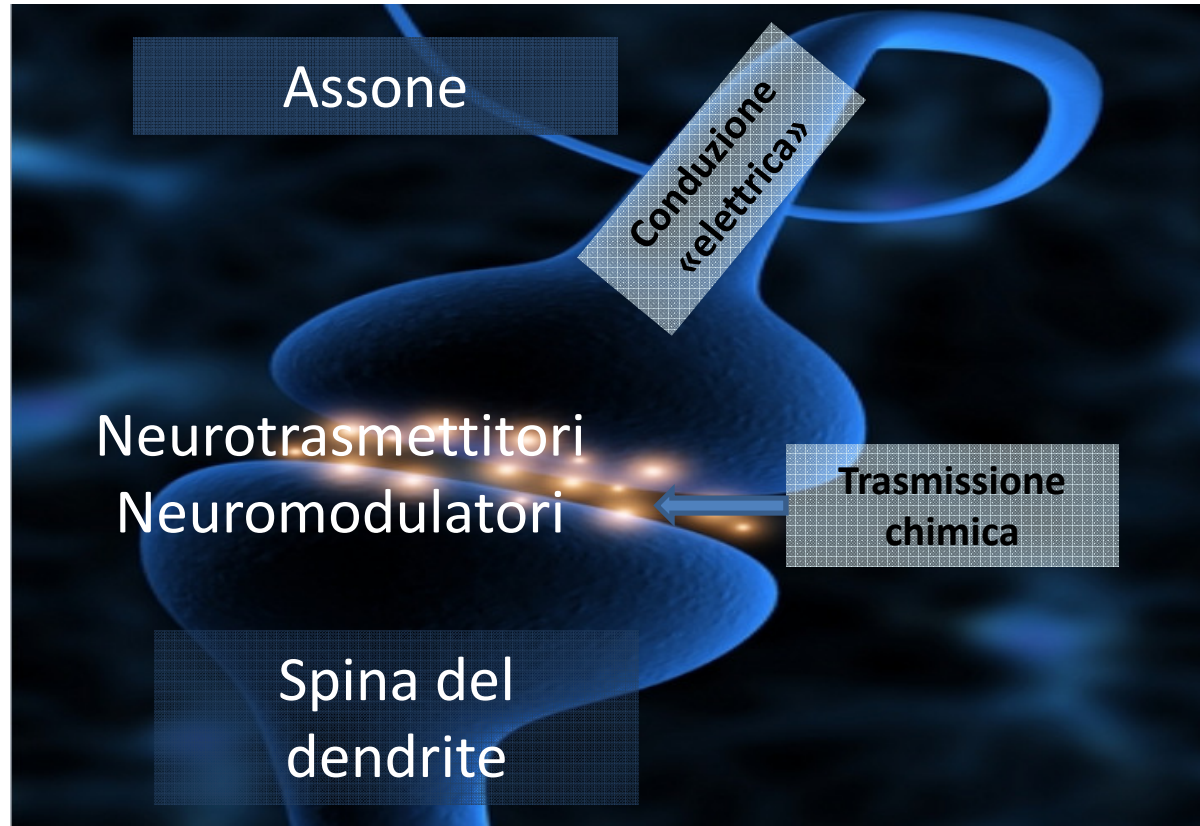 Assone
Conduzione
«elettrica»
Neurotrasmettitori
Neuromodulatori
Trasmissione
chimica
Spina del
dendrite